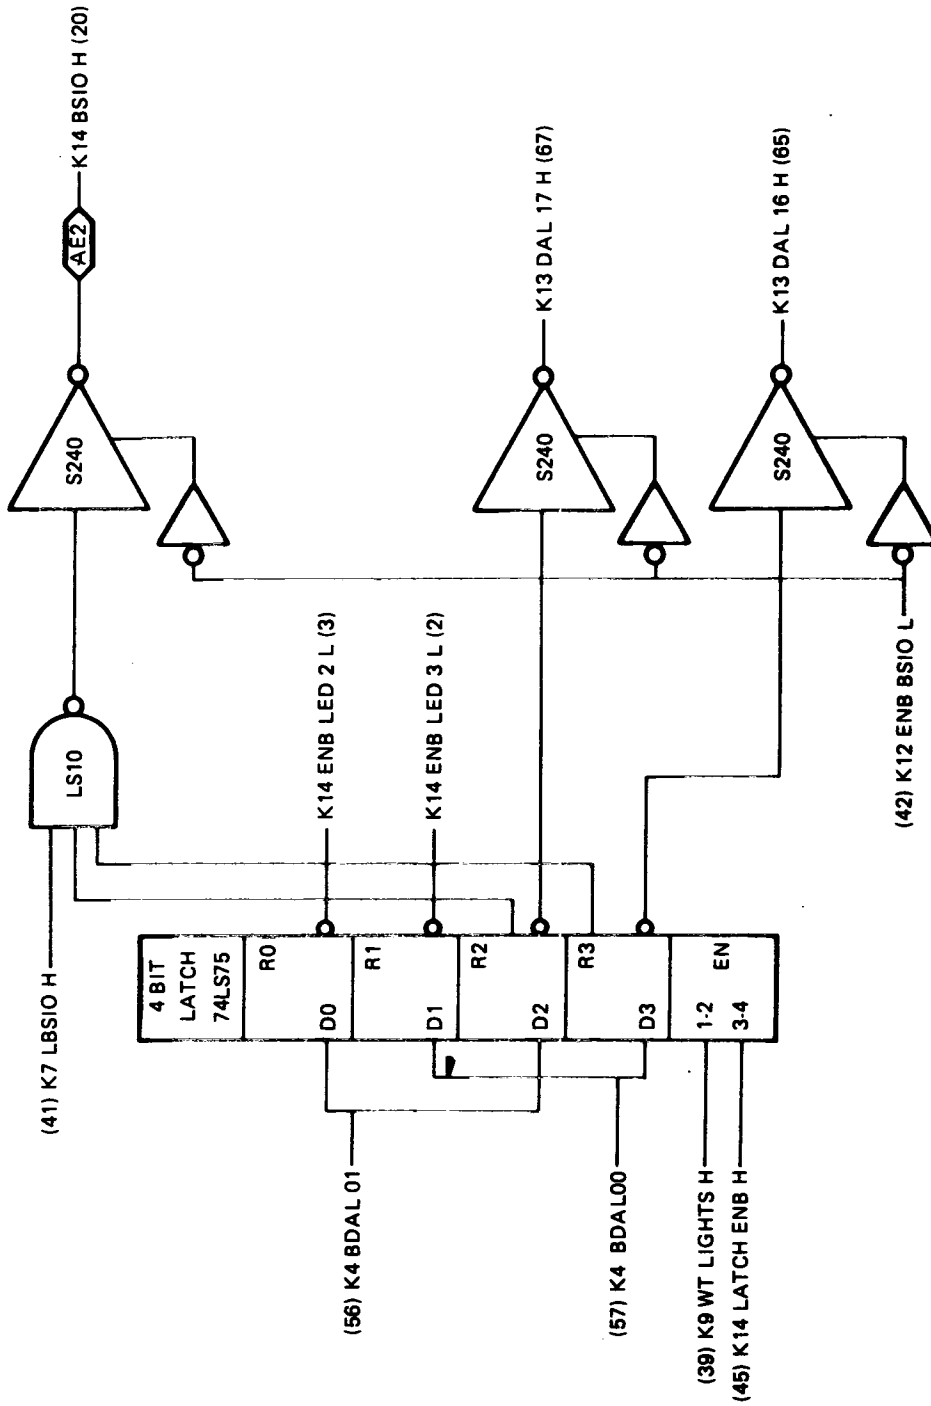 (41) K7 LBSIO H
LS10
S240
AE2
K14 BSIO H (20)
4 BIT
LATCH
74LS75
R0
D0
K14 ENB LED 2 L (3)
R1
D1
K14 ENB LED 3 L (2)
R2
D2
S240
K13 DAL 17 H (67)
R3
D3
S240
K13 DAL 16 H (65)
EN
1-2
3-4
(56) K4 BDAL 01
(57) K4 BDAL00
(39) K9 WT LIGHTS H
(45) K14 LATCH ENB H
(42) K12 ENB BSIO L